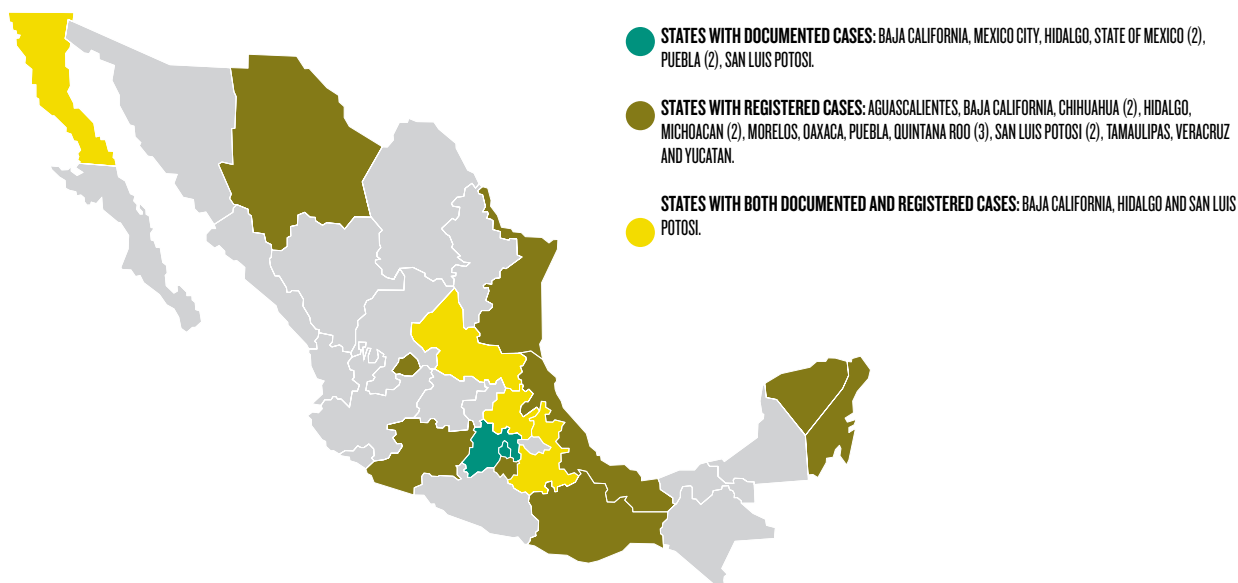 STATES WITH DOCUMENTED CASES: BAJA CALIFORNIA, MEXICO CITY, HIDALGO, STATE OF MEXICO (2),
PUEBLA (2), SAN LUIS POTOSI.
STATES WITH REGISTERED CASES: AGUASCALIENTES, BAJA CALIFORNIA, CHIHUAHUA (2), HIDALGO,
MICHOACAN (2), MORELOS, OAXACA, PUEBLA, QUINTANA ROO (3), SAN LUIS POTOSI (2), TAMAULIPAS, VERACRUZ
AND YUCATAN.
STATES WITH BOTH DOCUMENTED AND REGISTERED CASES: BAJA CALIFORNIA, HIDALGO AND SAN LUIS
POTOSI.